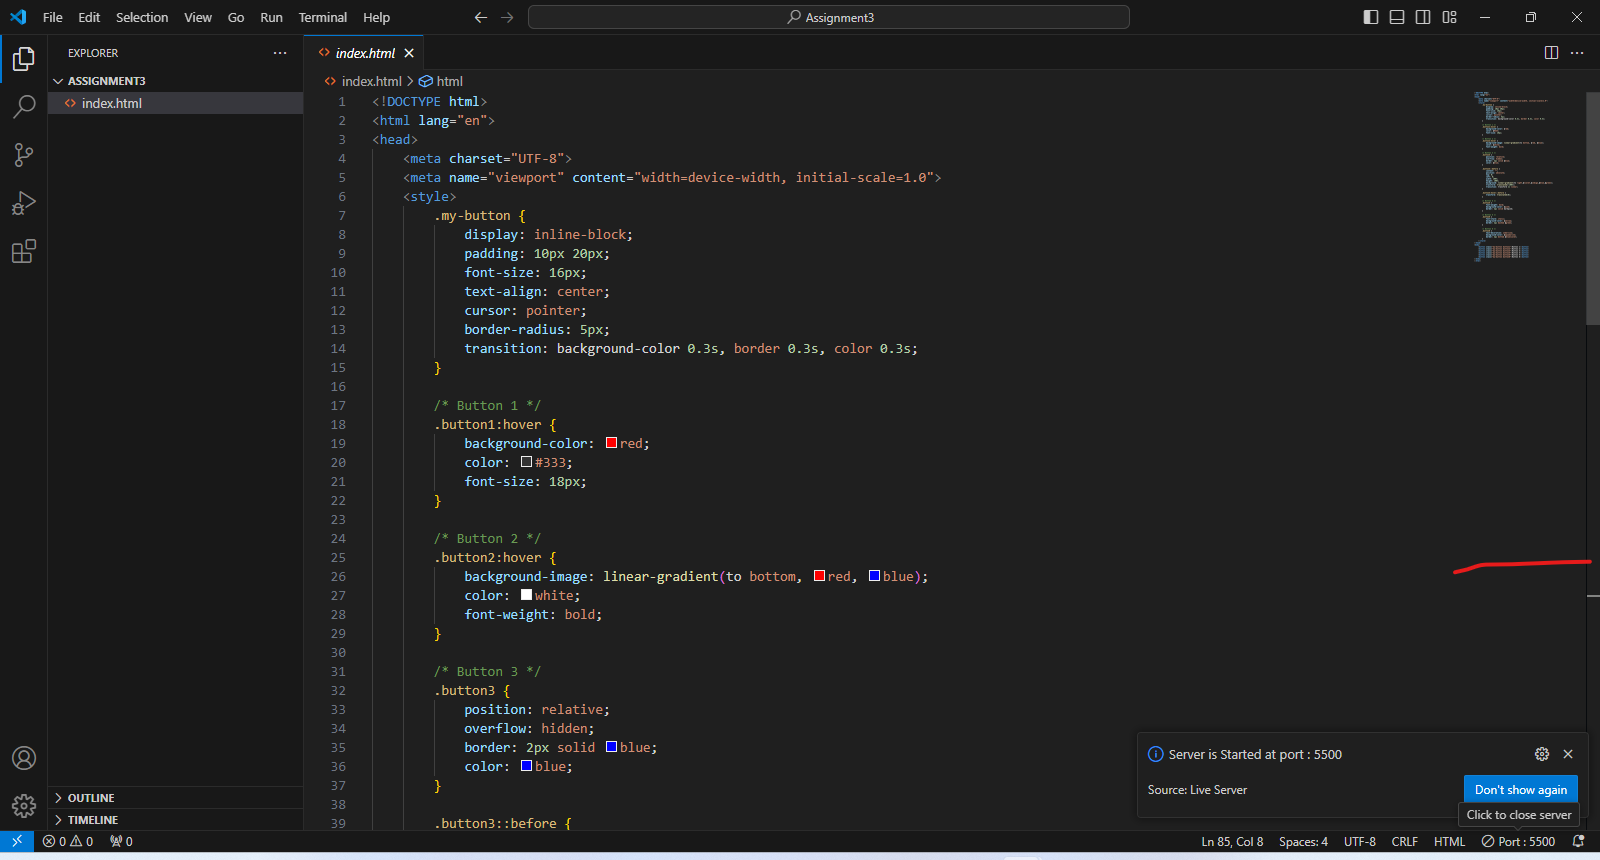 File Edit Selection View Go Run Terminal Help
Assignment3
EXPLORER
ASSIGNMENT3
index.html
OUTLINE
TIMELINE
index.html
index.html > html
1 <!DOCTYPE html>
2 <html lang="en">
3 <head>
4 <meta charset="UTF-8">
5 <meta name="viewport" content="width=device-width, initial-scale=1.0">
6 <style>
7 .my-button {
8 display: inline-block;
9 padding: 10px 20px;
10 font-size: 16px;
11 text-align: center;
12 cursor: pointer;
13 border-radius: 5px;
14 transition: background-color 0.3s, border 0.3s, color 0.3s;
15 }
16
17 /* Button 1 */
18 .button1:hover {
19 background-color: red;
20 color: #333;
21 font-size: 18px;
22 }
23
24 /* Button 2 */
25 .button2:hover {
26 background-image: linear-gradient(to bottom, red, blue);
27 color: white;
28 font-weight: bold;
29 }
30
31 /* Button 3 */
32 .button3 {
33 position: relative;
34 overflow: hidden;
35 border: 2px solid blue;
36 color: blue;
37 }
38
39 .button3::before {
Server is Started at port : 5500
Source: Live Server
Don't show again
Click to close server
0 0 0
Ln 85, Col 8 Spaces: 4 UTF-8 CRLF HTML Port : 5500